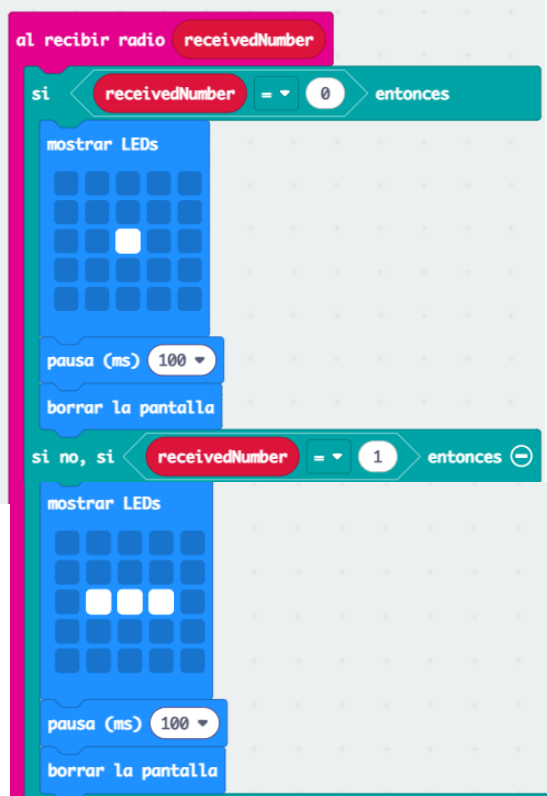 al recibir radio receivedNumber
si receivedNumber = 0 entonces
mostrar LEDs
pausa (ms) 100
borrar la pantalla
si no, si receivedNumber = 1 entonces
mostrar LEDs
pausa (ms) 100
borrar la pantalla